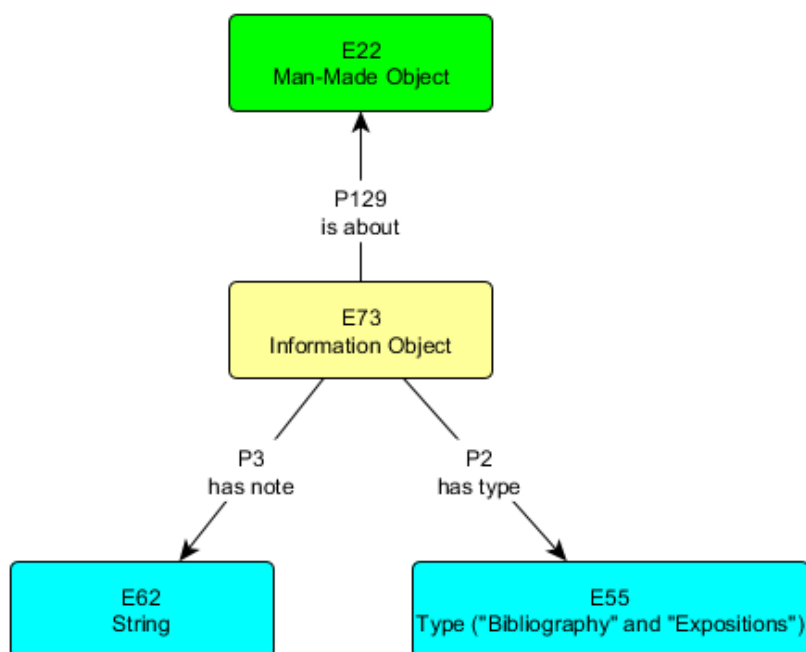 E22
Man-Made Object
P129
is about
E73
Information Object
P3
has note
P2
has type
E62
String
E55
Type ("Bibliography" and "Expositions")